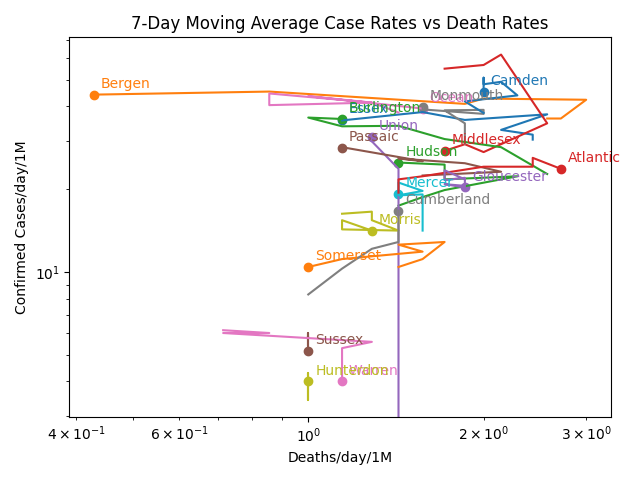 7-Day Moving Average Case Rates vs Death Rates
Confirmed Cases/day/1M
10¹
Bergen
Camden
Monmouth
Ocean
Burlington
Essex
Union
Passaic
Middlesex
Hudson
Atlantic
Gloucester
Mercer
Cumberland
Morris
Somerset
Sussex
Hunterdon
Warren
4 × 10⁻¹ 6 × 10⁻¹ 10⁰ 2 × 10⁰ 3 × 10⁰
Deaths/day/1M